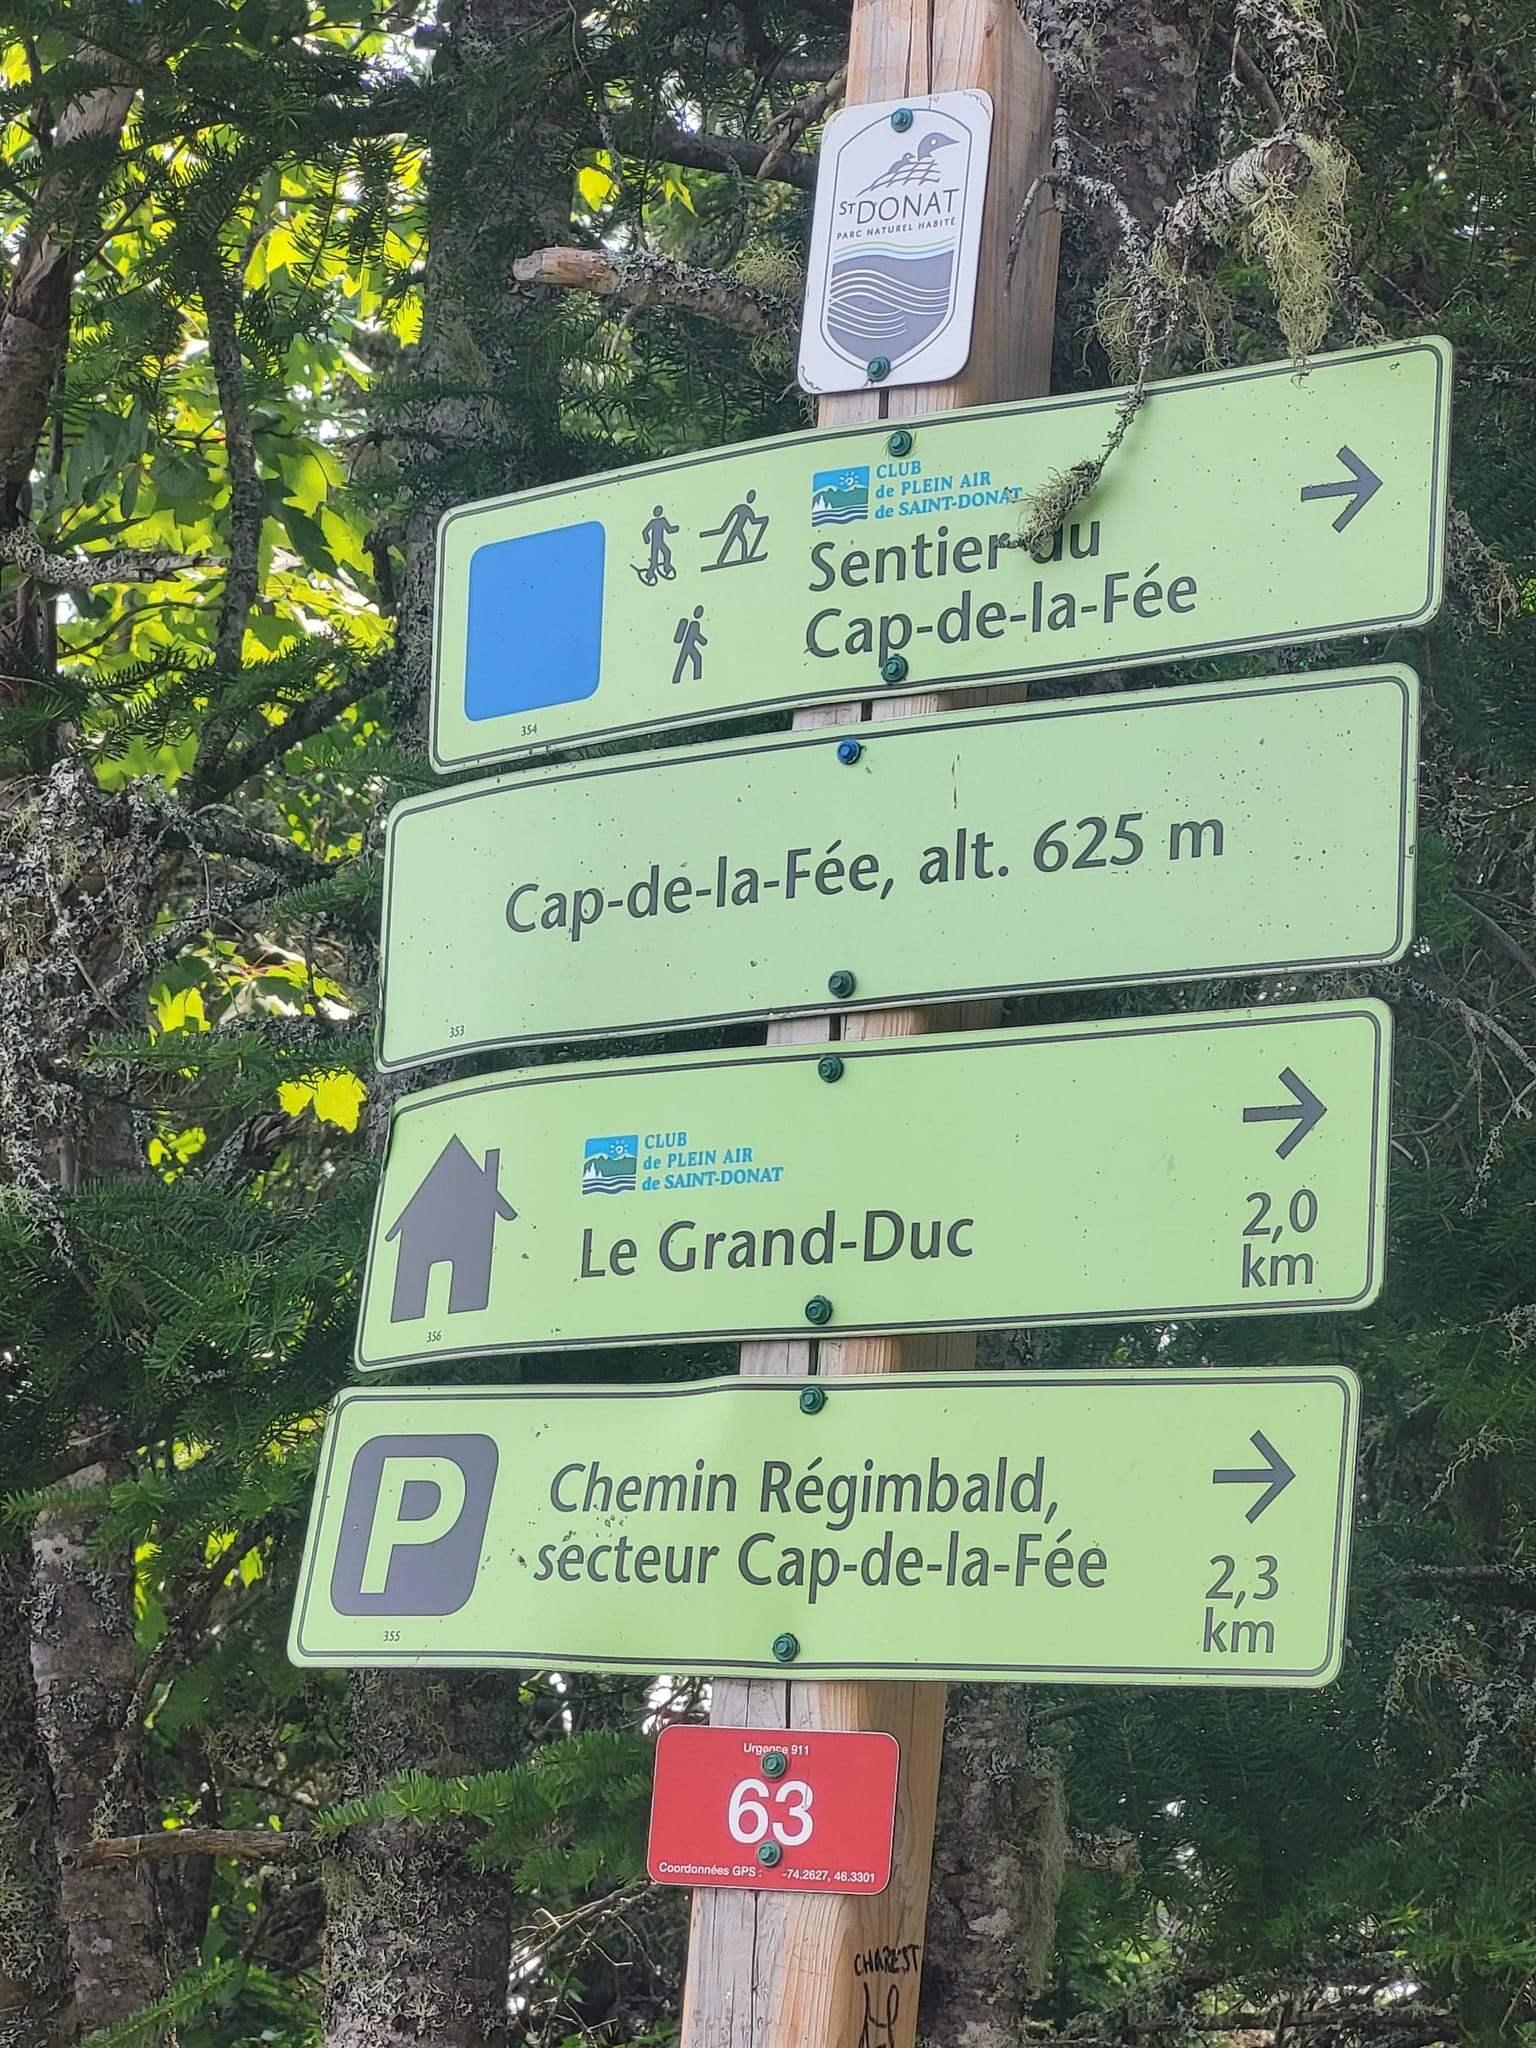 ST DONAT
PARC NATUREL HABITÉ
CLUB
de PLEIN AIR
de SAINT-DONAT
Sentier du
Cap-de-la-Fée
354
Cap-de-la-Fée, alt. 625 m
353
CLUB
de PLEIN AIR
de SAINT-DONAT
Le Grand-Duc
2,0
km
356
P
Chemin Régimbald,
secteur Cap-de-la-Fée
2,3
km
355
Urgence 911
63
Coordonnées GPS : -74.2627, 46.3301
CHAREST